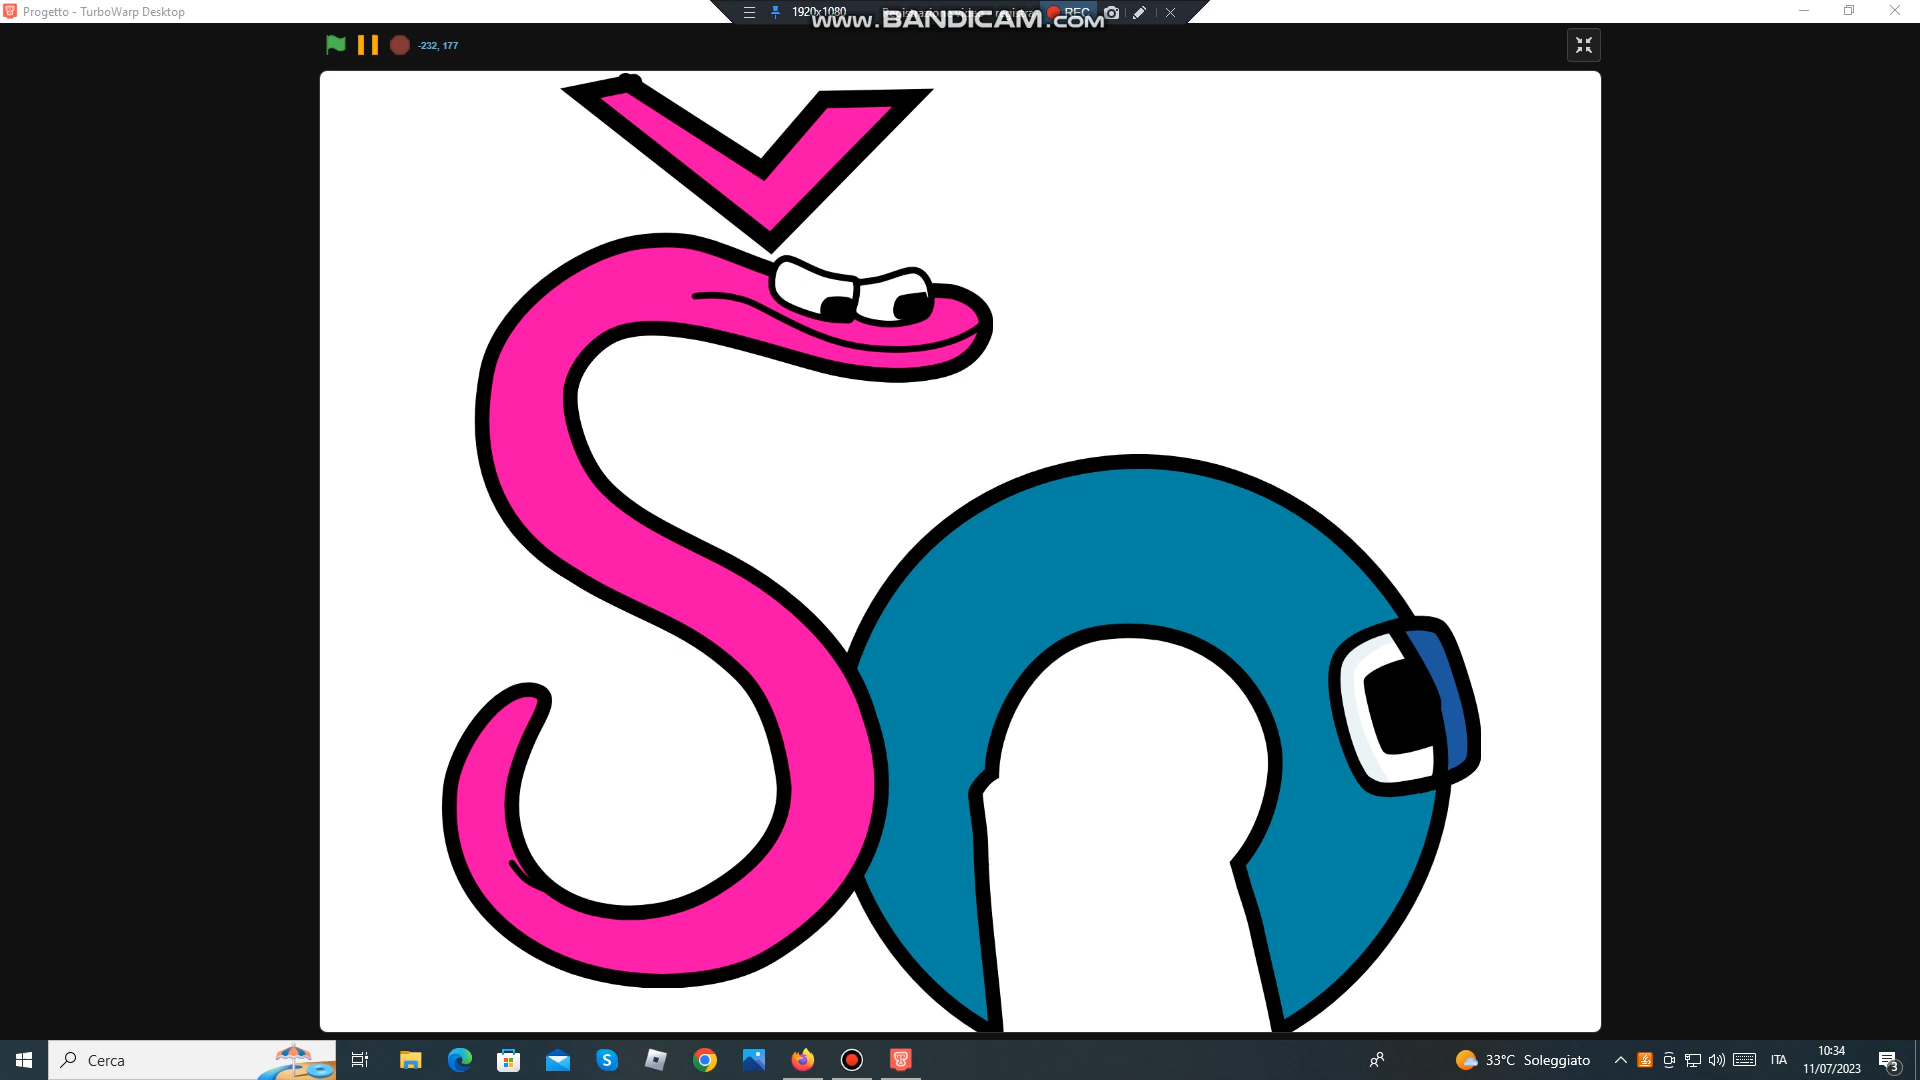 Progetto - TurboWarp Desktop
1920x1080
REC
www.BANDICAM.com
-232, 177
Š
Cerca
33°C Soleggiato
ITA
10:34
11/07/2023
3